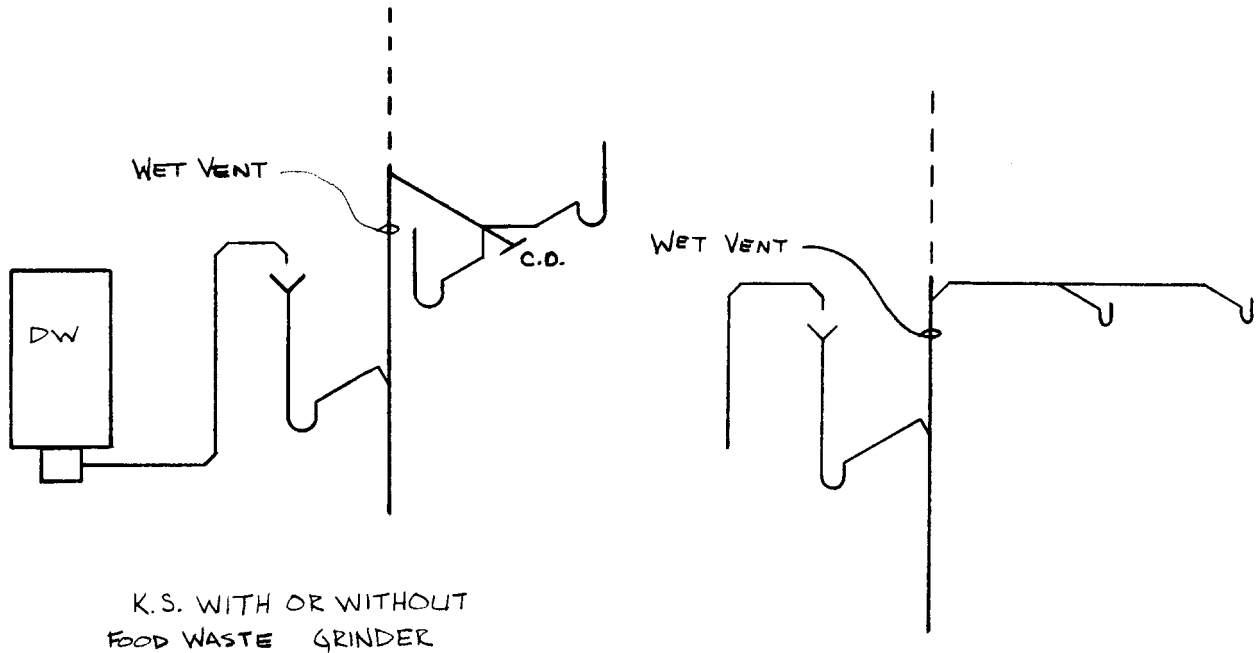 WET VENT
C.D.
DW
WET VENT
K.S. WITH OR WITHOUT
FOOD WASTE GRINDER